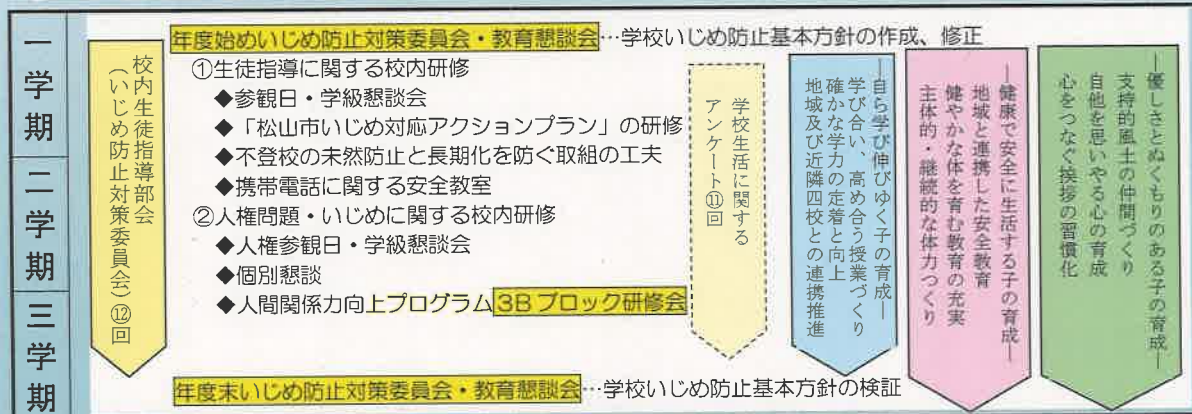 一学期
二学期
三学期
校内生徒指導部会
(いじめ防止対策委員会)⑫回
年度始めいじめ防止対策委員会・教育懇談会…学校いじめ防止基本方針の作成、修正
①生徒指導に関する校内研修
◆参観日・学級懇談会
◆「松山市いじめ対応アクションプラン」の研修
◆不登校の未然防止と長期化を防ぐ取組の工夫
◆携帯電話に関する安全教室
②人権問題・いじめに関する校内研修
◆人権参観日・学級懇談会
◆個別懇談
◆人間関係力向上プログラム 3Bブロック研修会
年度末いじめ防止対策委員会・教育懇談会…学校いじめ防止基本方針の検証
学校生活に関する
アンケート⑪回
―自ら学び伸びゆく子の育成―
学び合い、高め合う授業づくり
確かな学力の定着と向上
地域及び近隣四校との連携推進
―健康で安全に生活する子の育成―
地域と連携した安全教育
健やかな体を育む教育の充実
主体的・継続的な体力つくり
―優しさとぬくもりのある子の育成―
支持的風土の仲間づくり
自他を思いやる心の育成
心をつなぐ挨拶の習慣化